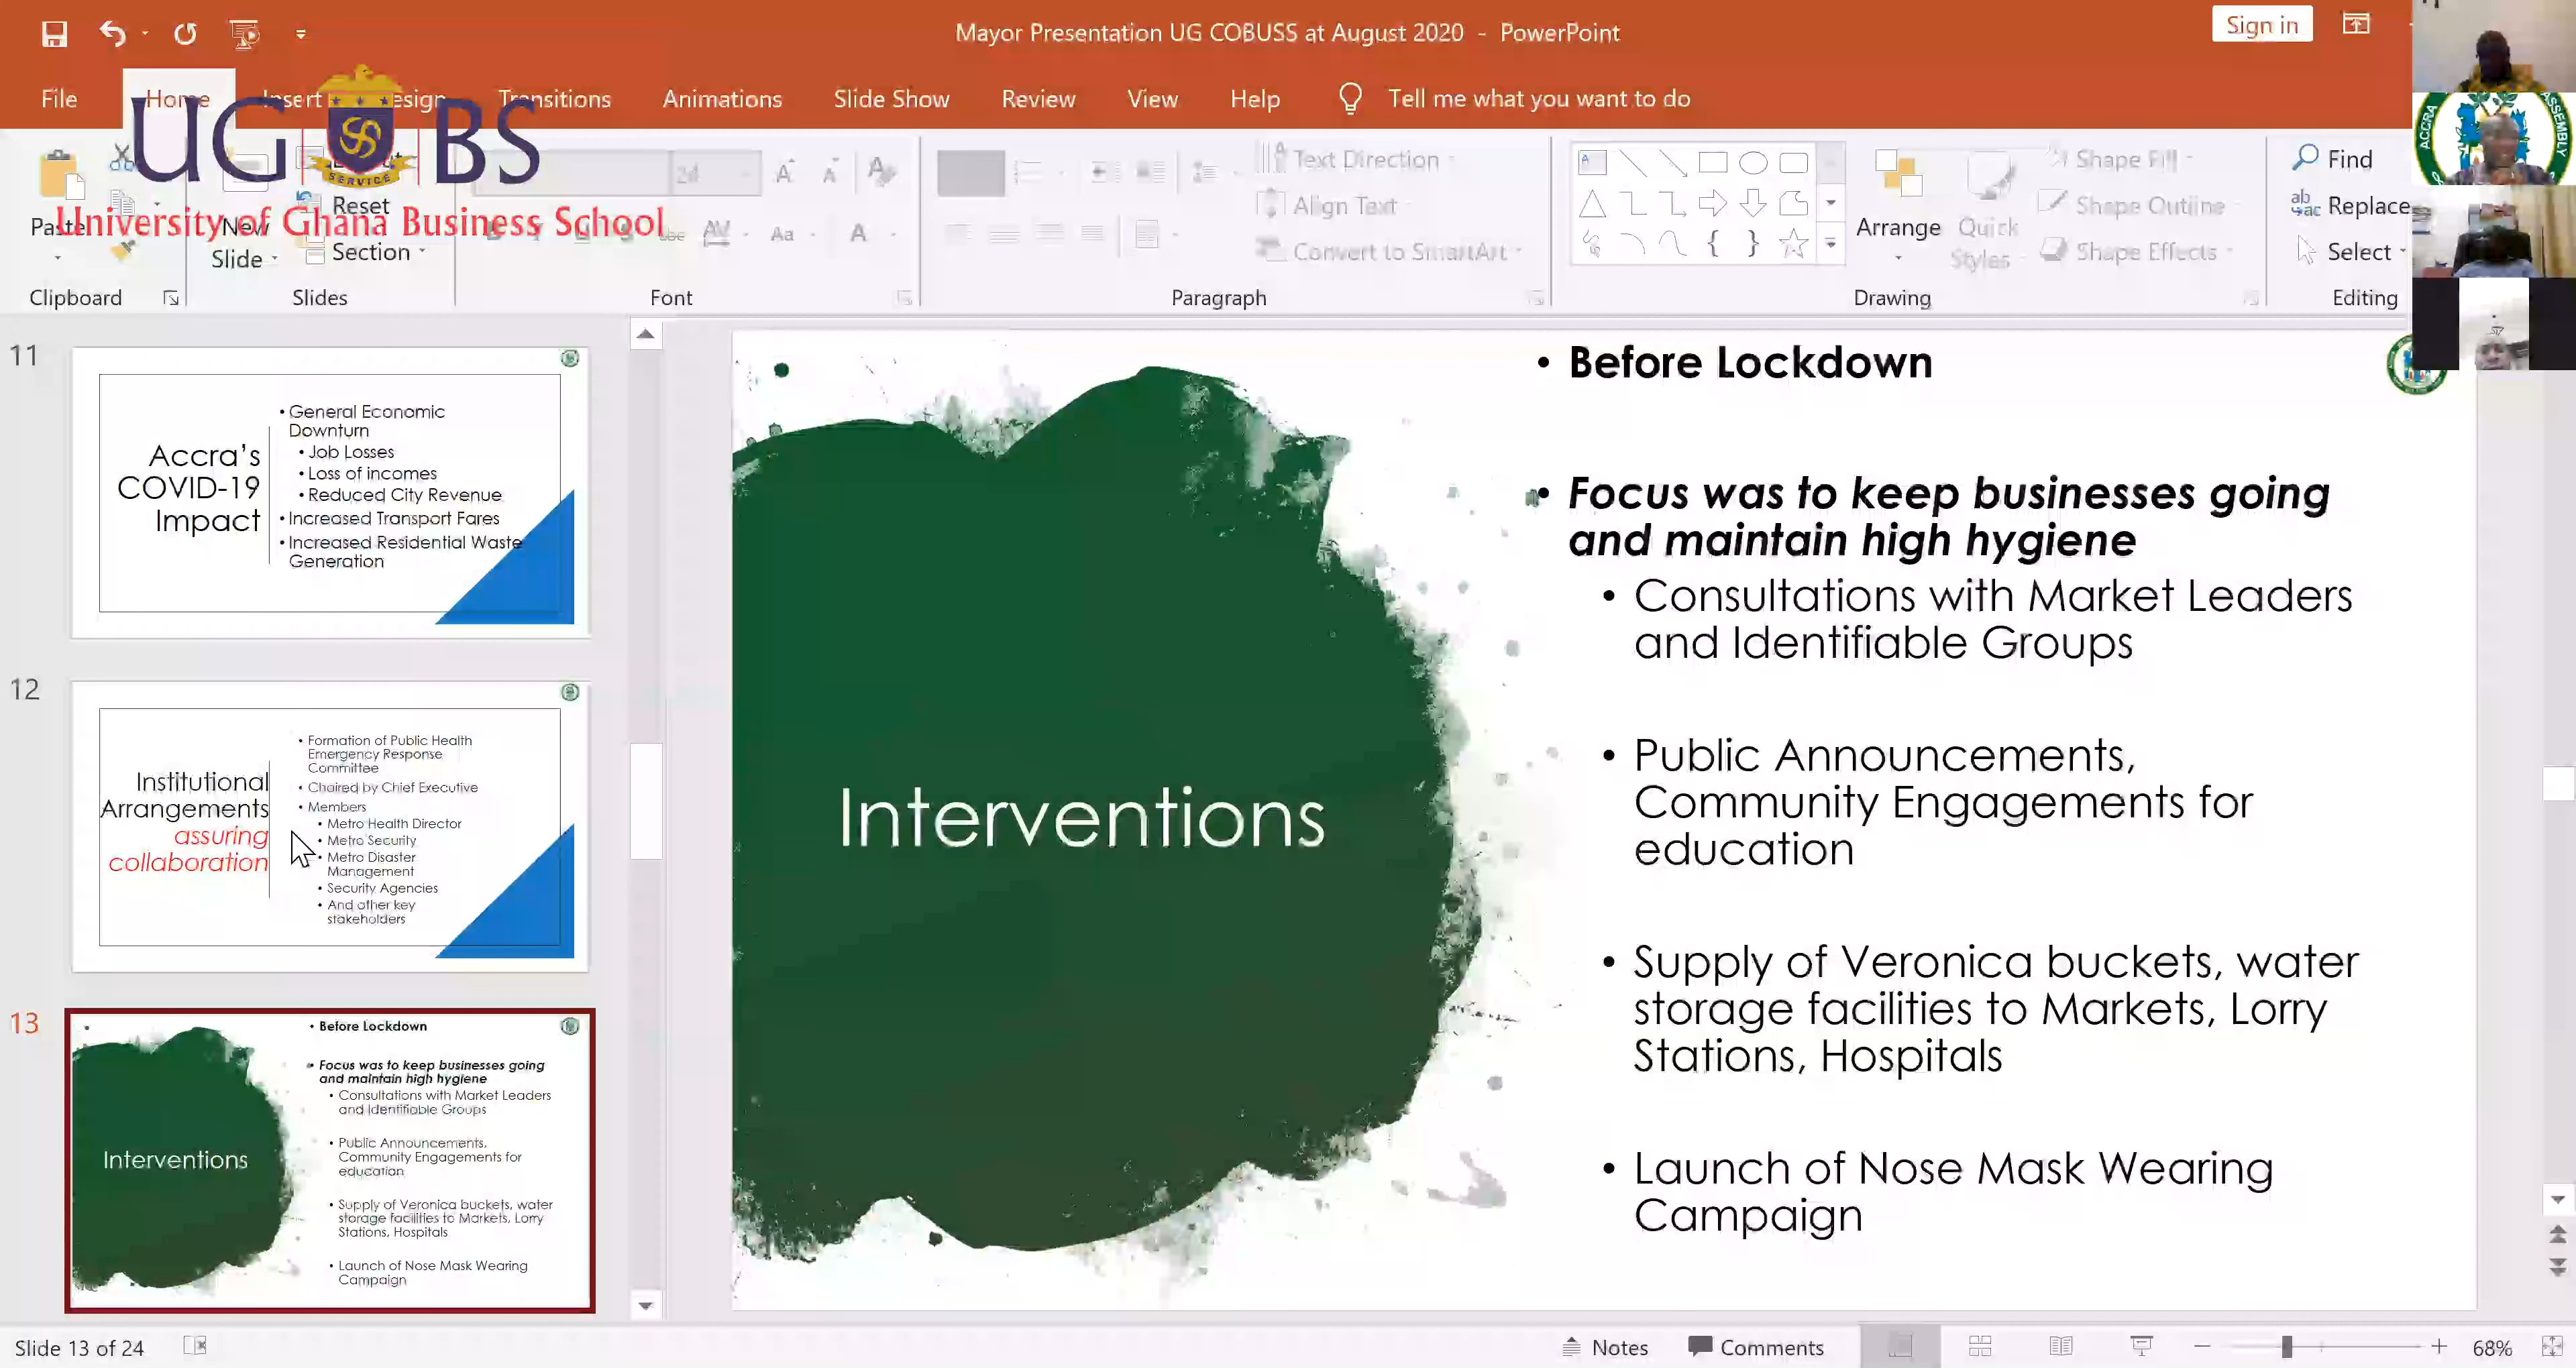 Mayor Presentation UG COBUSS at August 2020 - PowerPoint
Sign in
File Home Insert Transitions Animations Slide Show Review View Help Tell me what you want to do
UG BS
SERVICE
University of Ghana Business School
Paste
New
Slide
Reset
Section
24
Aa
A
Text Direction
Align Text
Convert to SmartArt
Arrange
Quick
Styles
Shape Fill
Shape Outline
Shape Effects
Find
Replace
Select
Clipboard Slides Font Paragraph Drawing Editing
ACCRA ASSEMBLY
11
Accra's
COVID-19
Impact
• General Economic
Downturn
• Job Losses
• Loss of incomes
• Reduced City Revenue
• Increased Transport Fares
• Increased Residential Waste
Generation
12
Institutional
Arrangements
assuring
collaboration
• Formation of Public Health
Emergency Response
Committee
• Chaired by Chief Executive
• Members
• Metro Health Director
• Metro Security
• Metro Disaster
Management
• Security Agencies
• And other key
stakeholders
13
Interventions
• Before Lockdown
• Focus was to keep businesses going
and maintain high hygiene
• Consultations with Market Leaders
and Identifiable Groups
• Public Announcements,
Community Engagements for
education
• Supply of Veronica buckets, water
storage facilities to Markets, Lorry
Stations, Hospitals
• Launch of Nose Mask Wearing
Campaign
Interventions
• Before Lockdown
• Focus was to keep businesses going
and maintain high hygiene
• Consultations with Market Leaders
and Identifiable Groups
• Public Announcements,
Community Engagements for
education
• Supply of Veronica buckets, water
storage facilities to Markets, Lorry
Stations, Hospitals
• Launch of Nose Mask Wearing
Campaign
Slide 13 of 24
Notes Comments 68%